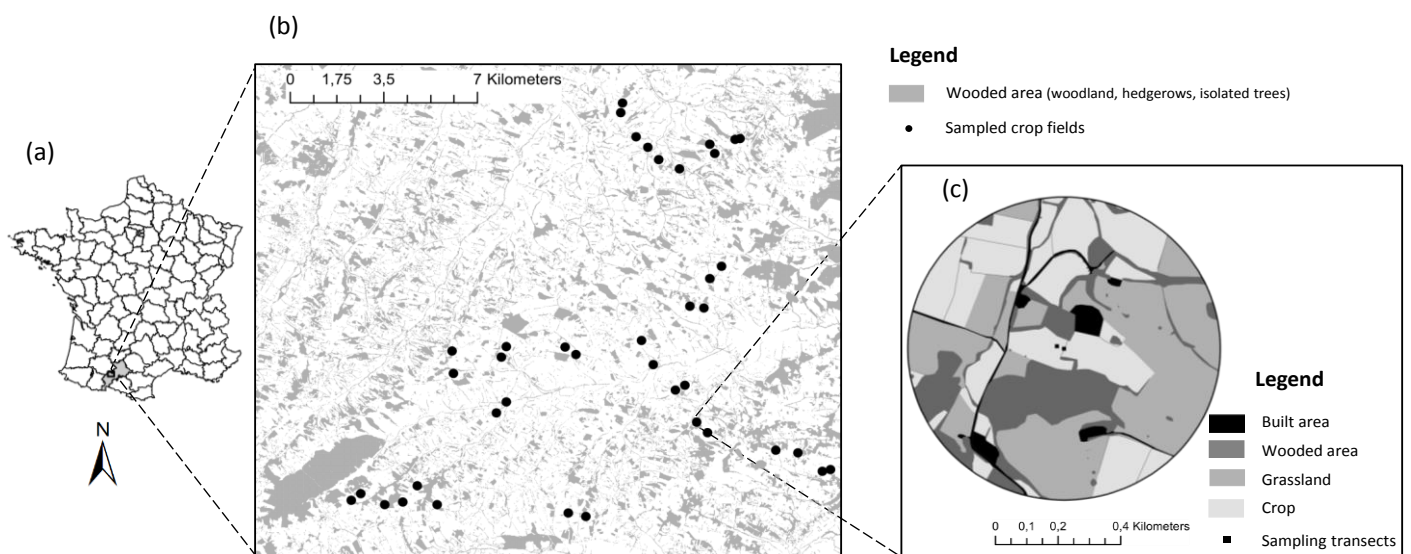 (b)
0 1,75 3,5 7 Kilometers
Legend
Wooded area (woodland, hedgerows, isolated trees)
Sampled crop fields
(a)
N
(c)
Legend
Built area
Wooded area
Grassland
Crop
Sampling transects
0 0,1 0,2 0,4 Kilometers